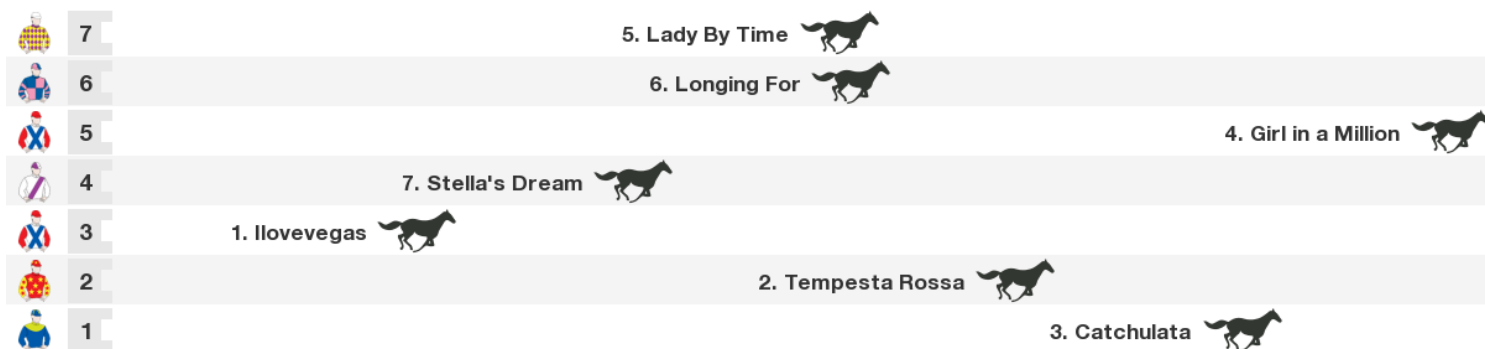 7 5. Lady By Time
6 6. Longing For
5 4. Girl in a Million
4 7. Stella's Dream
3 1. Ilovevegas
2 2. Tempesta Rossa
1 3. Catchulata